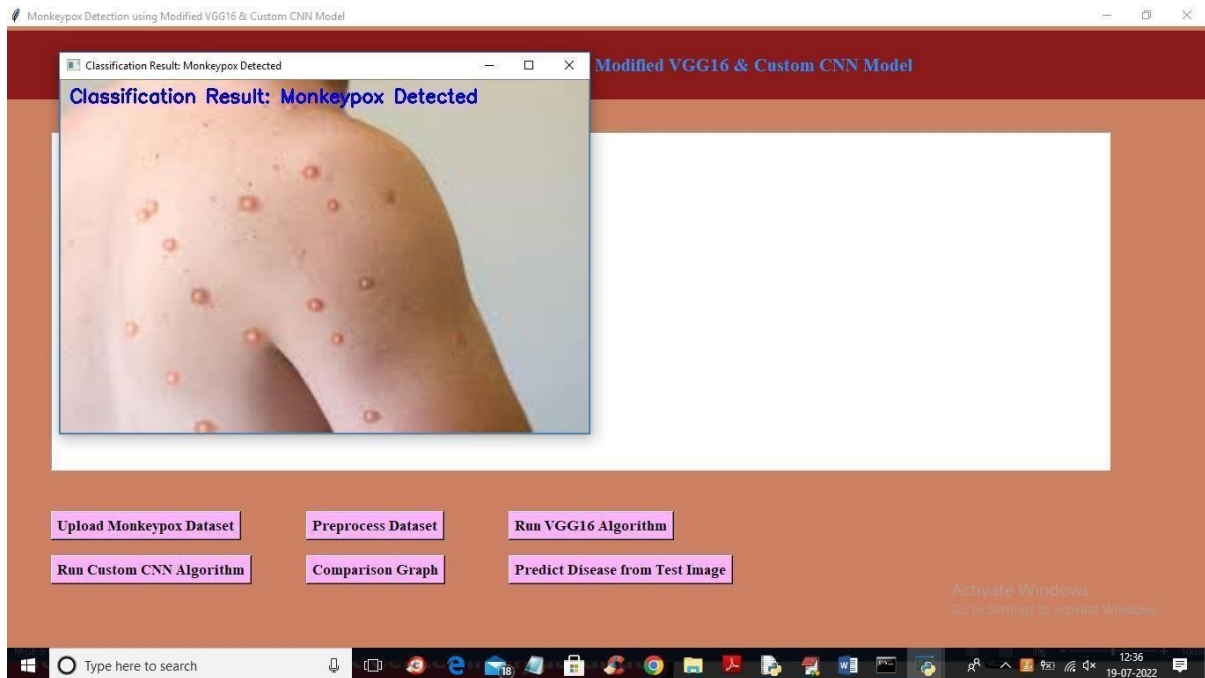 Monkeypox Detection using Modified VGG16 & Custom CNN Model
Classification Result: Monkeypox Detected
Modified VGG16 & Custom CNN Model
Classification Result: Monkeypox Detected
Upload Monkeypox Dataset
Preprocess Dataset
Run VGG16 Algorithm
Run Custom CNN Algorithm
Comparison Graph
Predict Disease from Test Image
Activate Windows
Go to Settings to activate Windows.
Type here to search
18
12:36
19-07-2022
100%